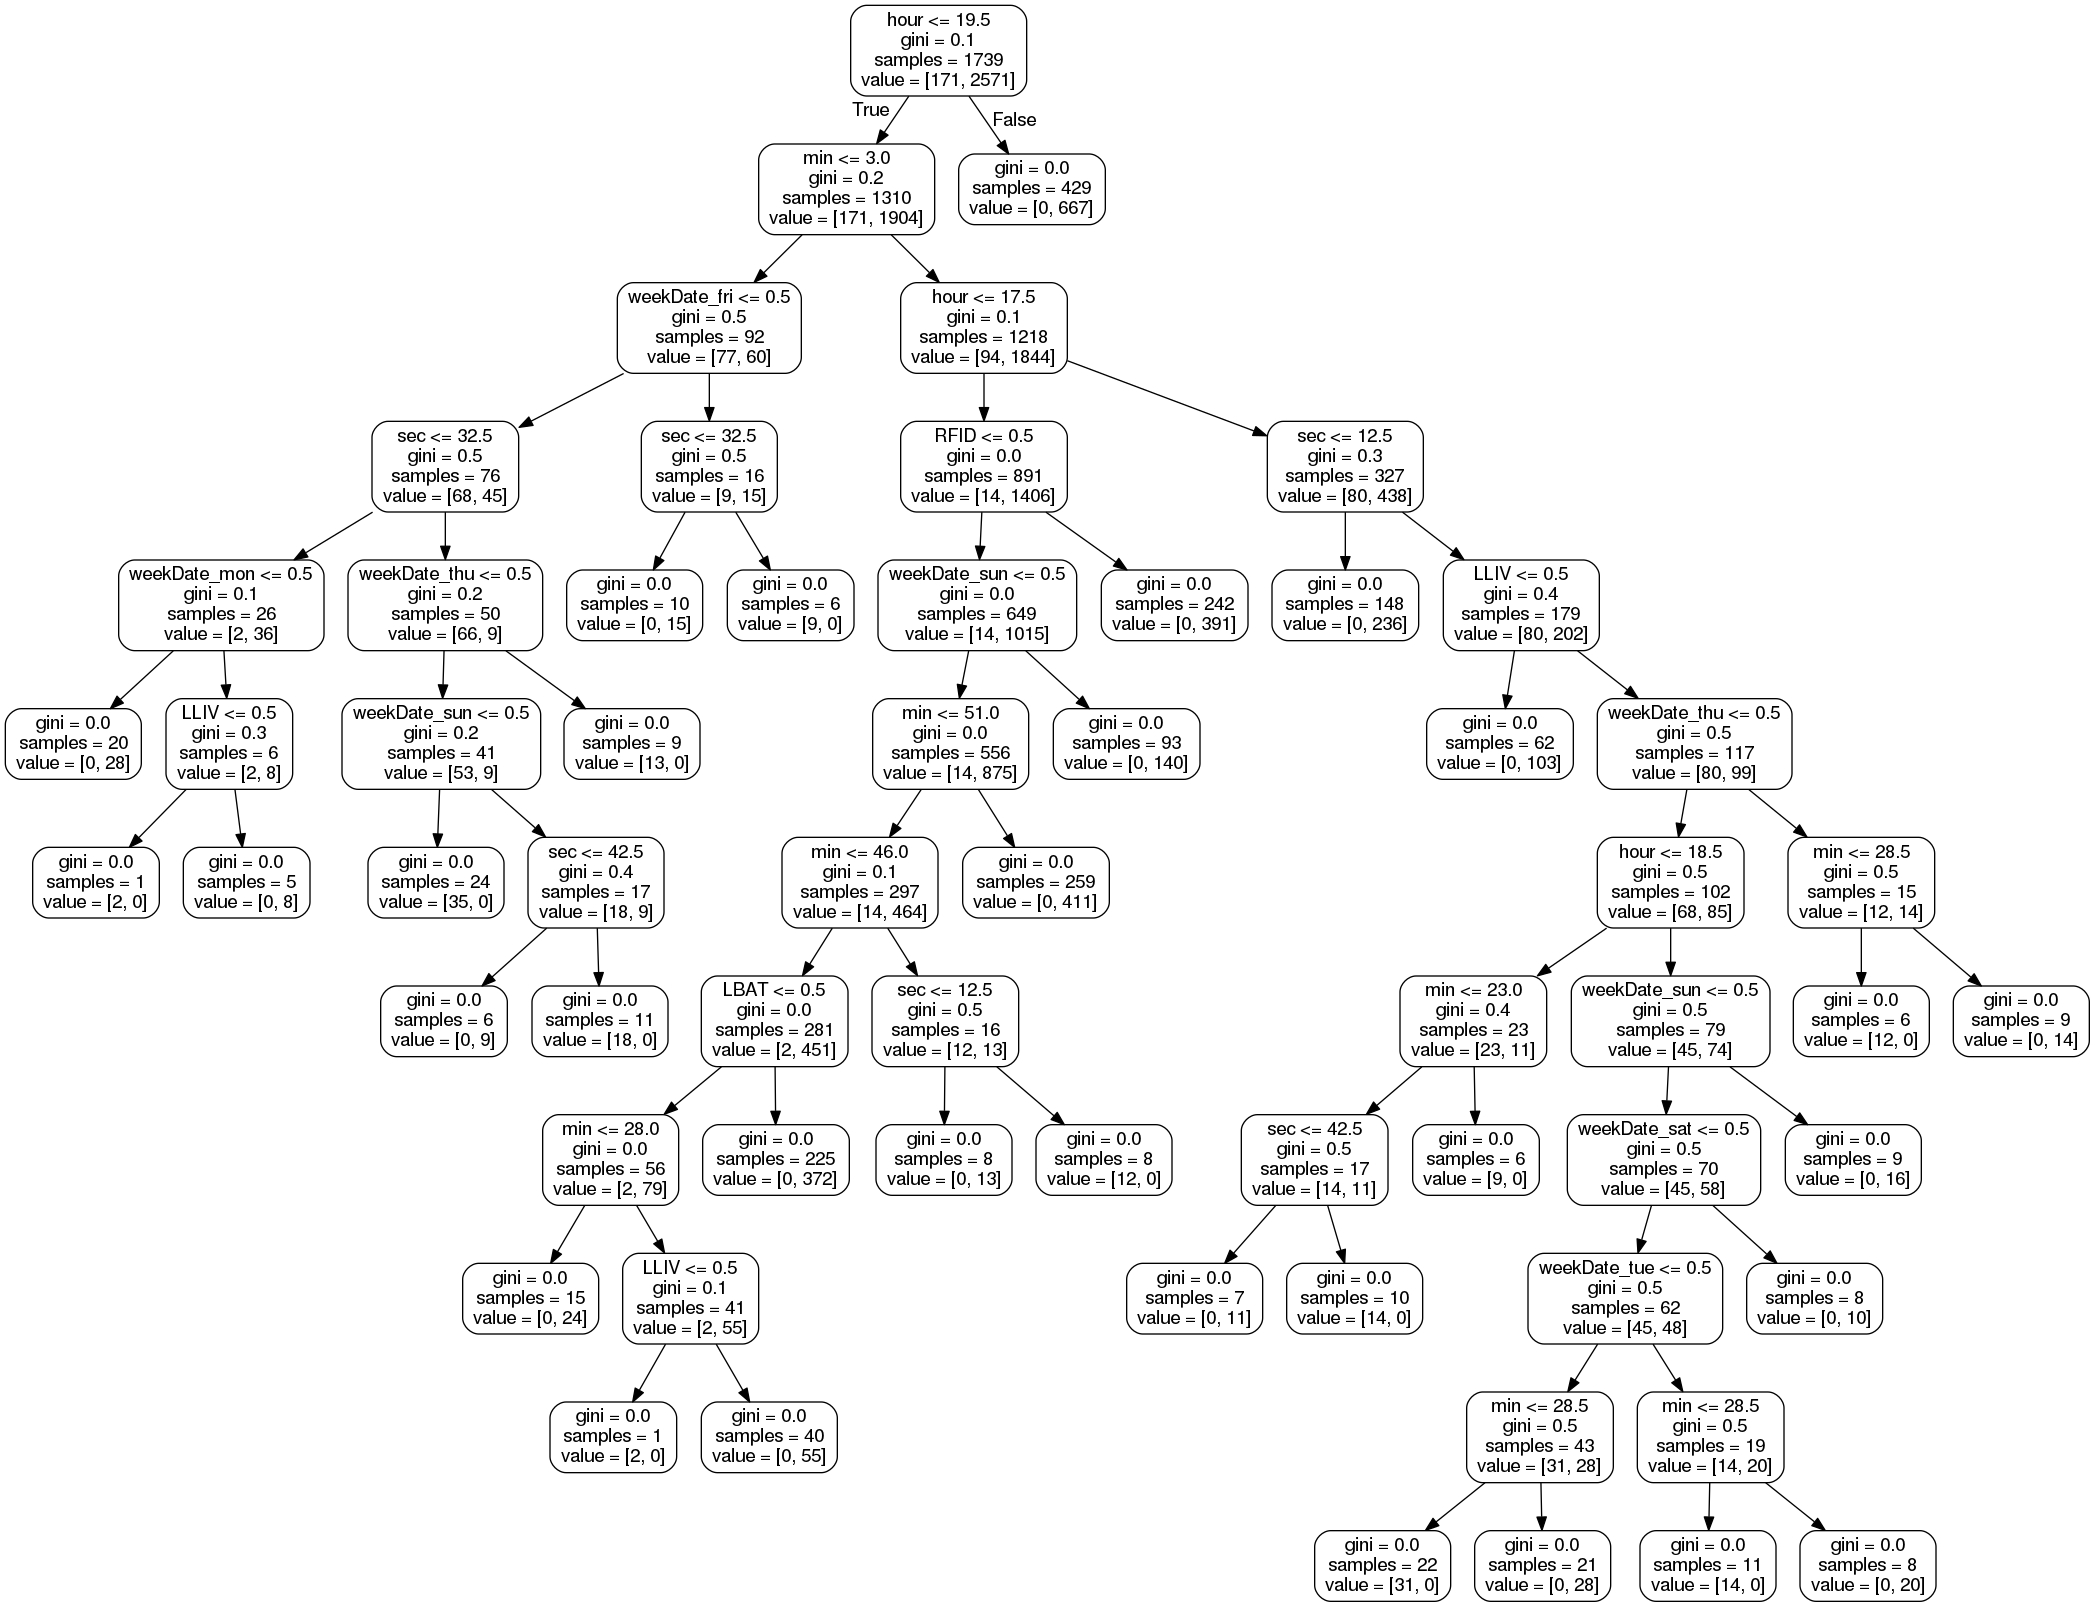 hour <= 19.5
gini = 0.1
samples = 1739
value = [171, 2571]
True
False
min <= 3.0
gini = 0.2
samples = 1310
value = [171, 1904]
gini = 0.0
samples = 429
value = [0, 667]
weekDate_fri <= 0.5
gini = 0.5
samples = 92
value = [77, 60]
hour <= 17.5
gini = 0.1
samples = 1218
value = [94, 1844]
sec <= 32.5
gini = 0.5
samples = 76
value = [68, 45]
sec <= 32.5
gini = 0.5
samples = 16
value = [9, 15]
RFID <= 0.5
gini = 0.0
samples = 891
value = [14, 1406]
sec <= 12.5
gini = 0.3
samples = 327
value = [80, 438]
weekDate_mon <= 0.5
gini = 0.1
samples = 26
value = [2, 36]
weekDate_thu <= 0.5
gini = 0.2
samples = 50
value = [66, 9]
gini = 0.0
samples = 10
value = [0, 15]
gini = 0.0
samples = 6
value = [9, 0]
weekDate_sun <= 0.5
gini = 0.0
samples = 649
value = [14, 1015]
gini = 0.0
samples = 242
value = [0, 391]
gini = 0.0
samples = 148
value = [0, 236]
LLIV <= 0.5
gini = 0.4
samples = 179
value = [80, 202]
gini = 0.0
samples = 20
value = [0, 28]
LLIV <= 0.5
gini = 0.3
samples = 6
value = [2, 8]
weekDate_sun <= 0.5
gini = 0.2
samples = 41
value = [53, 9]
gini = 0.0
samples = 9
value = [13, 0]
min <= 51.0
gini = 0.0
samples = 556
value = [14, 875]
gini = 0.0
samples = 93
value = [0, 140]
gini = 0.0
samples = 62
value = [0, 103]
weekDate_thu <= 0.5
gini = 0.5
samples = 117
value = [80, 99]
gini = 0.0
samples = 1
value = [2, 0]
gini = 0.0
samples = 5
value = [0, 8]
gini = 0.0
samples = 24
value = [35, 0]
sec <= 42.5
gini = 0.4
samples = 17
value = [18, 9]
min <= 46.0
gini = 0.1
samples = 297
value = [14, 464]
gini = 0.0
samples = 259
value = [0, 411]
hour <= 18.5
gini = 0.5
samples = 102
value = [68, 85]
min <= 28.5
gini = 0.5
samples = 15
value = [12, 14]
gini = 0.0
samples = 6
value = [0, 9]
gini = 0.0
samples = 11
value = [18, 0]
LBAT <= 0.5
gini = 0.0
samples = 281
value = [2, 451]
sec <= 12.5
gini = 0.5
samples = 16
value = [12, 13]
min <= 23.0
gini = 0.4
samples = 23
value = [23, 11]
weekDate_sun <= 0.5
gini = 0.5
samples = 79
value = [45, 74]
gini = 0.0
samples = 6
value = [12, 0]
gini = 0.0
samples = 9
value = [0, 14]
min <= 28.0
gini = 0.0
samples = 56
value = [2, 79]
gini = 0.0
samples = 225
value = [0, 372]
gini = 0.0
samples = 8
value = [0, 13]
gini = 0.0
samples = 8
value = [12, 0]
sec <= 42.5
gini = 0.5
samples = 17
value = [14, 11]
gini = 0.0
samples = 6
value = [9, 0]
weekDate_sat <= 0.5
gini = 0.5
samples = 70
value = [45, 58]
gini = 0.0
samples = 9
value = [0, 16]
gini = 0.0
samples = 15
value = [0, 24]
LLIV <= 0.5
gini = 0.1
samples = 41
value = [2, 55]
gini = 0.0
samples = 7
value = [0, 11]
gini = 0.0
samples = 10
value = [14, 0]
weekDate_tue <= 0.5
gini = 0.5
samples = 62
value = [45, 48]
gini = 0.0
samples = 8
value = [0, 10]
gini = 0.0
samples = 1
value = [2, 0]
gini = 0.0
samples = 40
value = [0, 55]
min <= 28.5
gini = 0.5
samples = 43
value = [31, 28]
min <= 28.5
gini = 0.5
samples = 19
value = [14, 20]
gini = 0.0
samples = 22
value = [31, 0]
gini = 0.0
samples = 21
value = [0, 28]
gini = 0.0
samples = 11
value = [14, 0]
gini = 0.0
samples = 8
value = [0, 20]